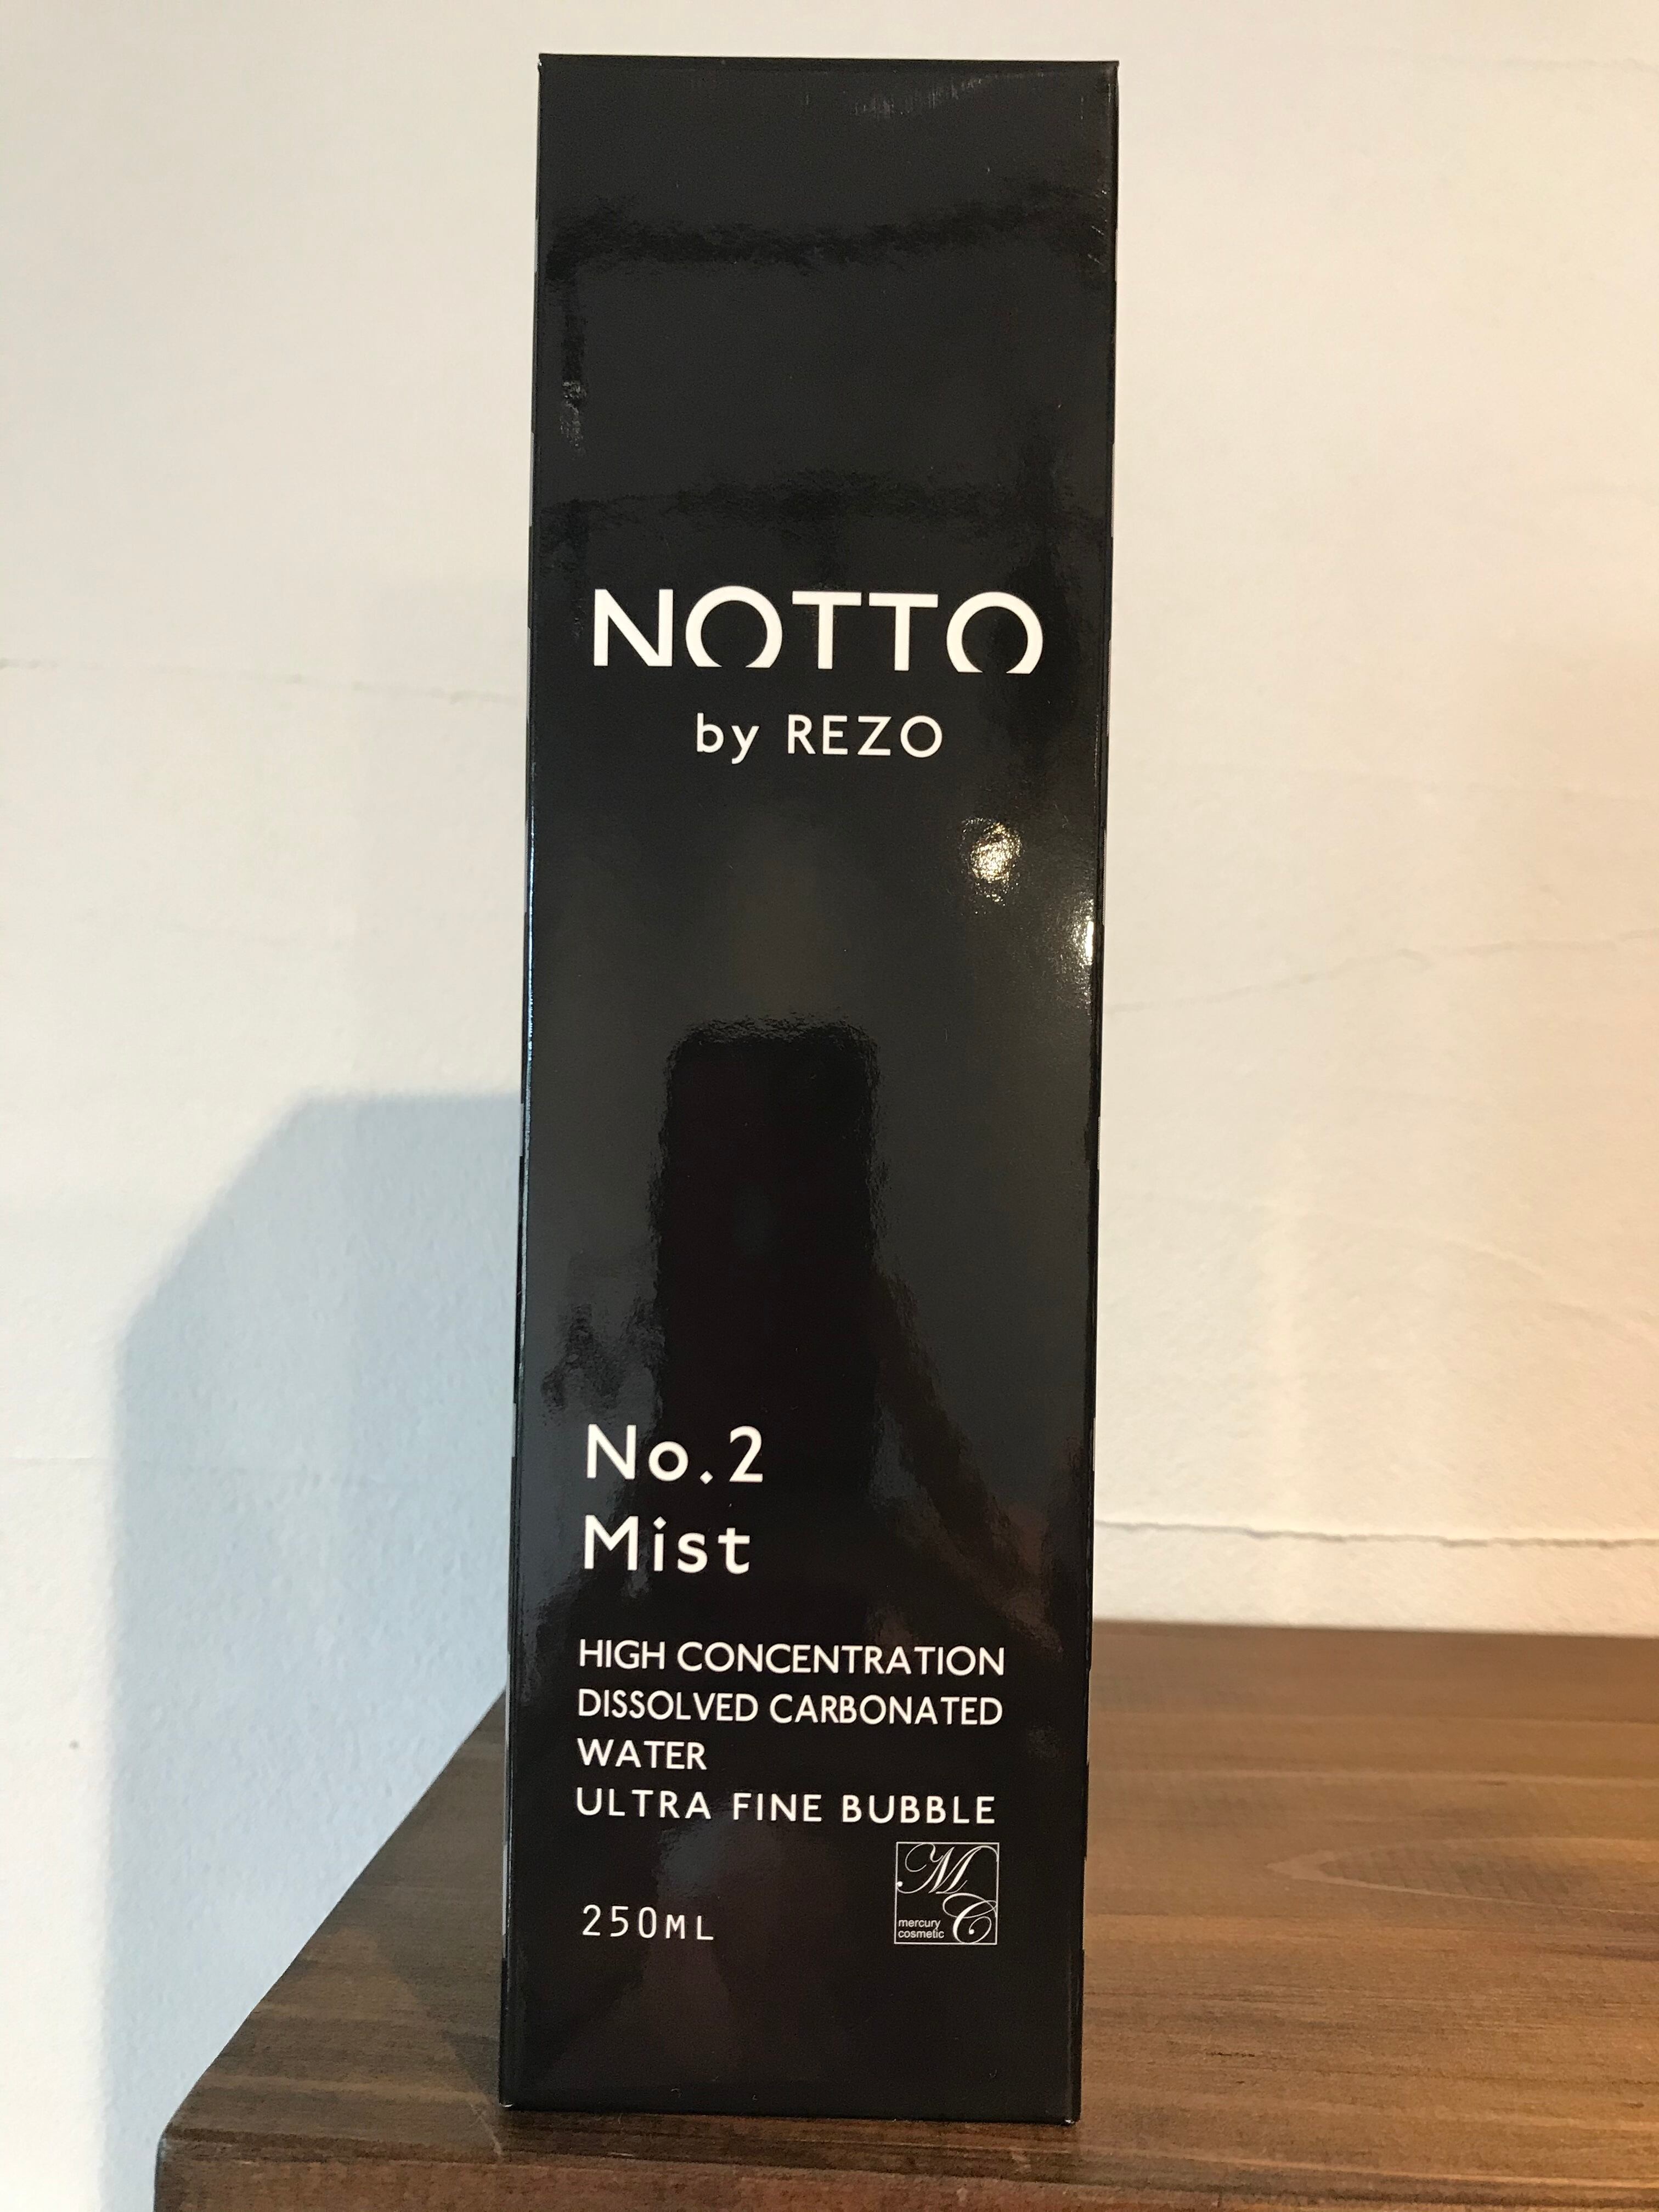 NOTTO
by REZO
No.2
Mist
HIGH CONCENTRATION
DISSOLVED CARBONATED
WATER
ULTRA FINE BUBBLE
250ML
MC
mercury
cosmetic